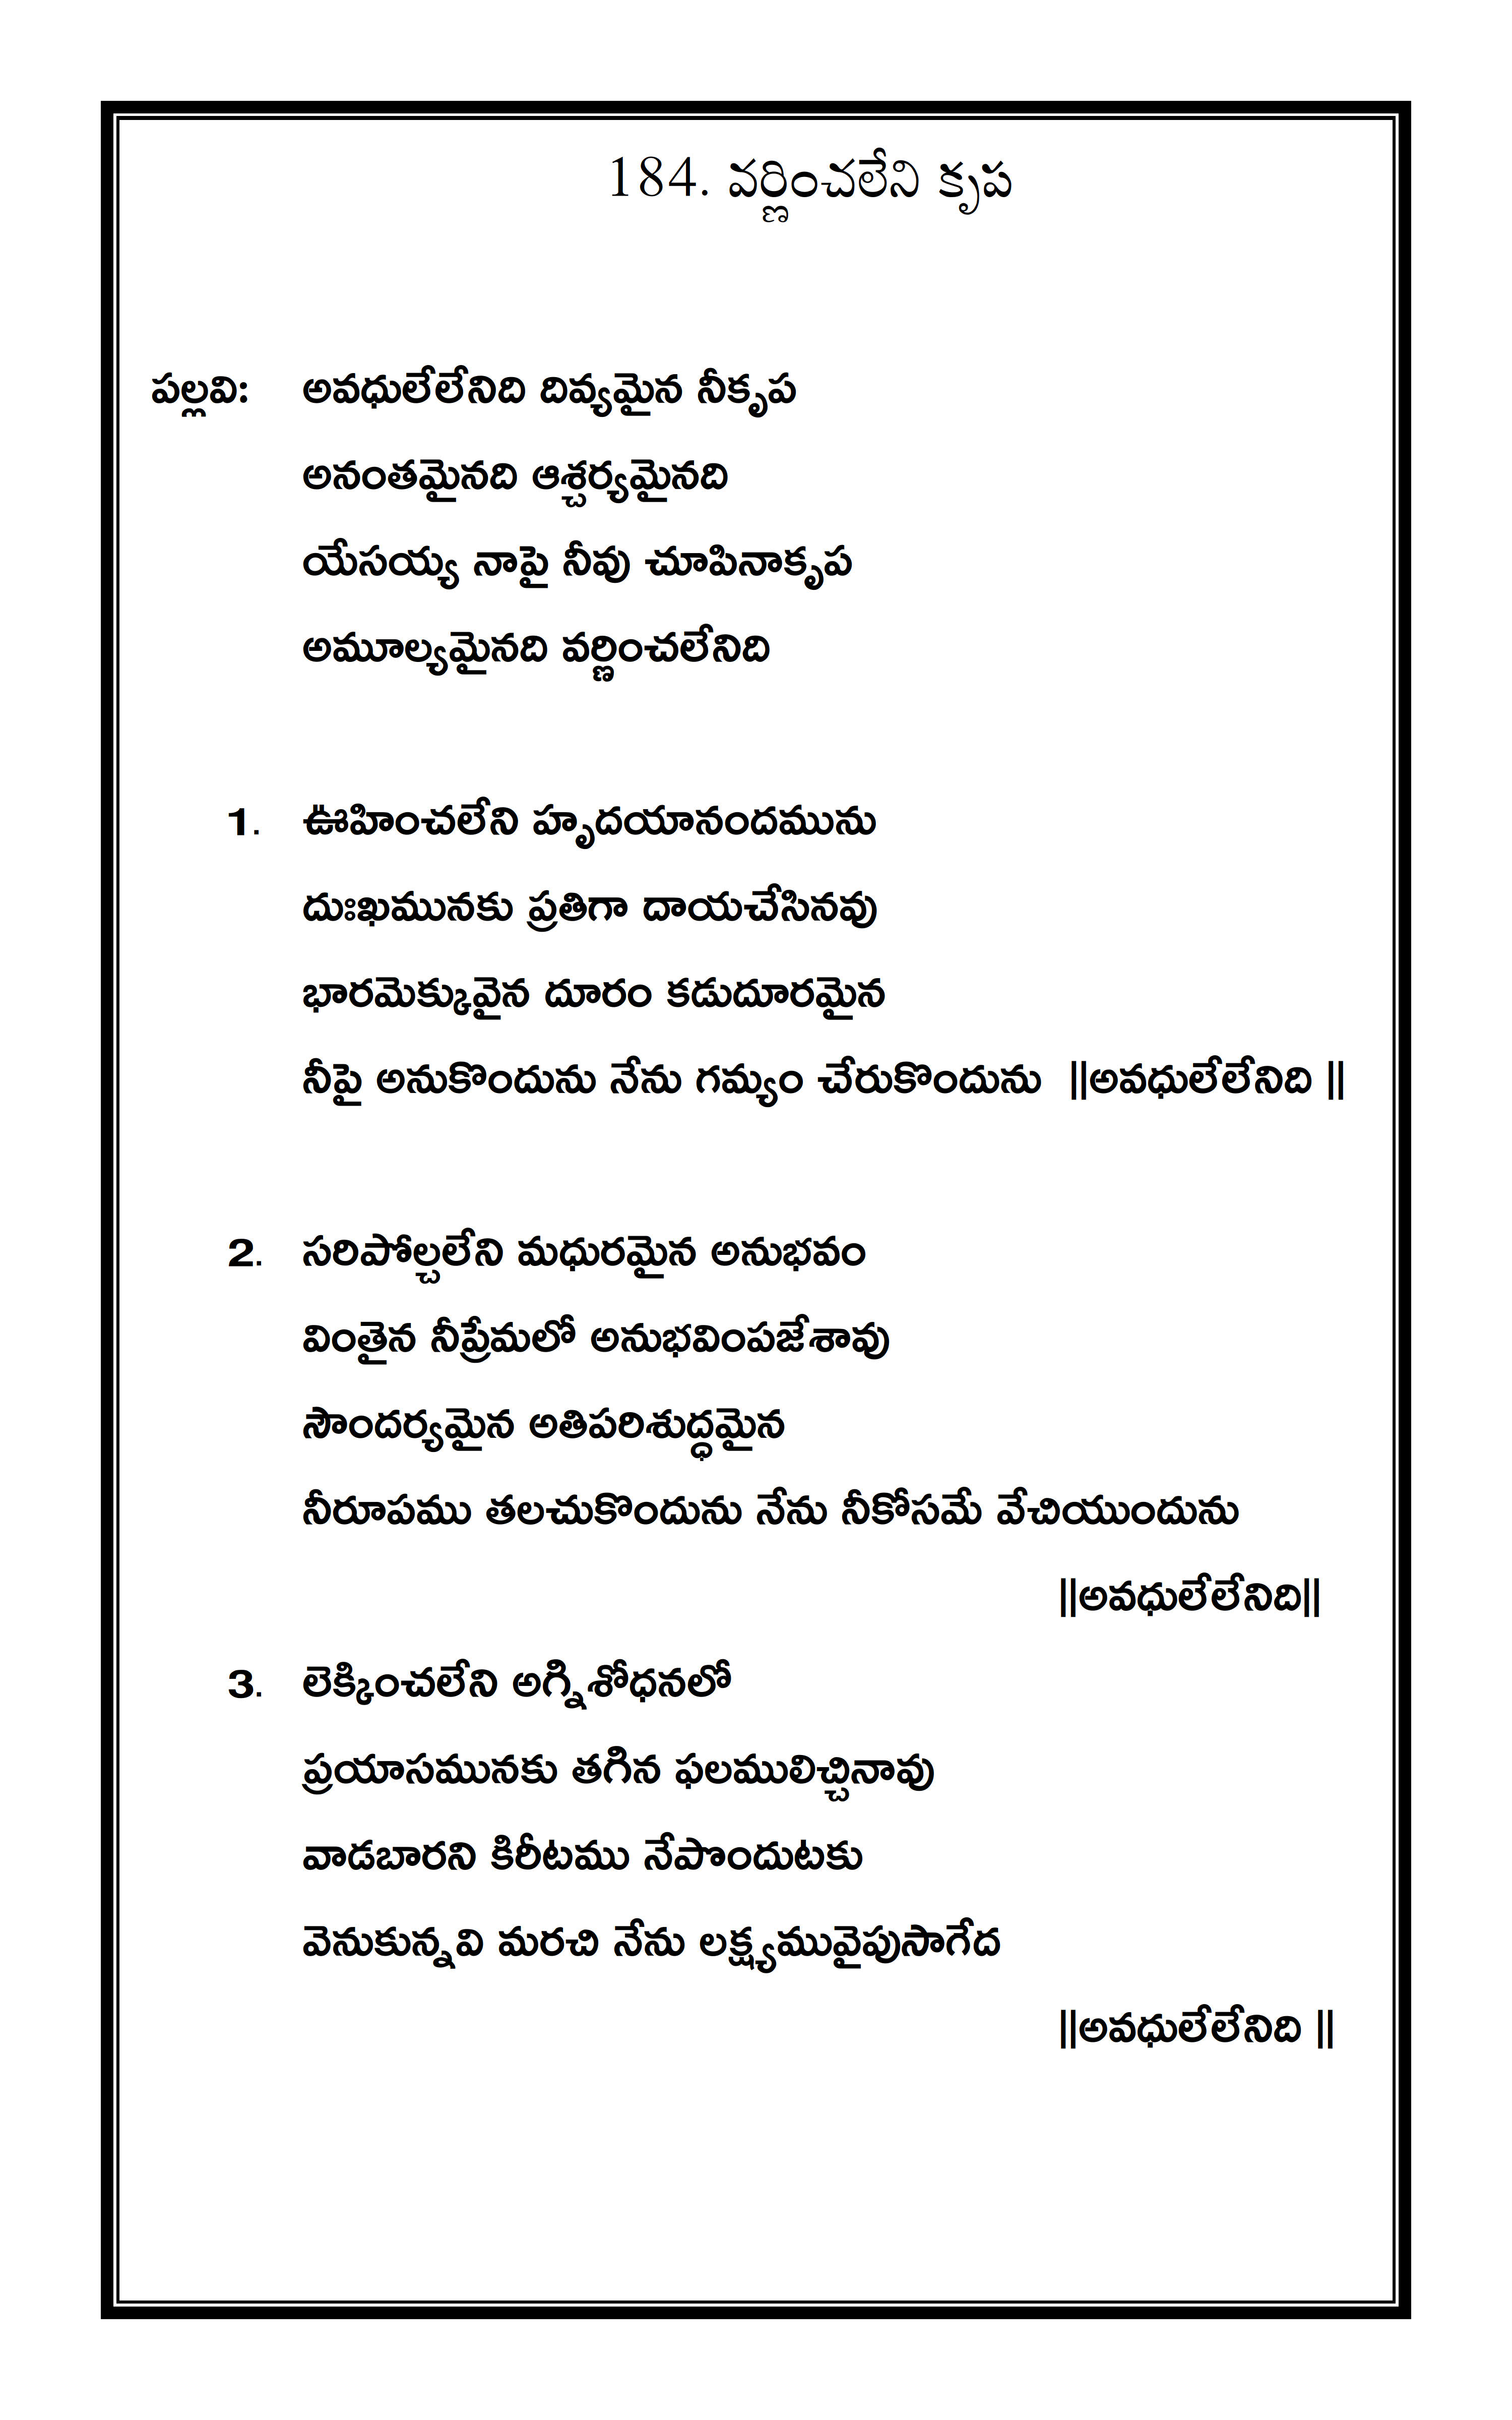 184. వర్ణించలేని కృప
పల్లవి: అవధులేలేనిది దివ్యమైన నీకృప
అనంతమైనది ఆశ్చర్యమైనది
యేసయ్య నాపై నీవు చూపినాకృప
అమూల్యమైనది వర్ణించలేనిది
1. ఊహించలేని హృదయానందమును
దుఃఖమునకు ప్రతిగా దాయచేసినవు
భారమెక్కువైన దూరం కడుదూరమైన
నీపై అనుకొందును నేను గమ్యం చేరుకొందును ||అవధులేలేనిది ||
2. సరిపోల్చలేని మధురమైన అనుభవం
వింతైన నీప్రేమలో అనుభవింపజేశావు
సౌందర్యమైన అతిపరిశుద్ధమైన
నీరూపము తలచుకొందును నేను నీకోసమే వేచియుందును
||అవధులేలేనిది||
3. లెక్కించలేని అగ్నిశోధనలో
ప్రయాసమునకు తగిన ఫలములిచ్చినావు
వాడబారని కిరీటము నేపొందుటకు
వెనుకున్నవి మరచి నేను లక్ష్యమువైపుసాగేద
||అవధులేలేనిది ||